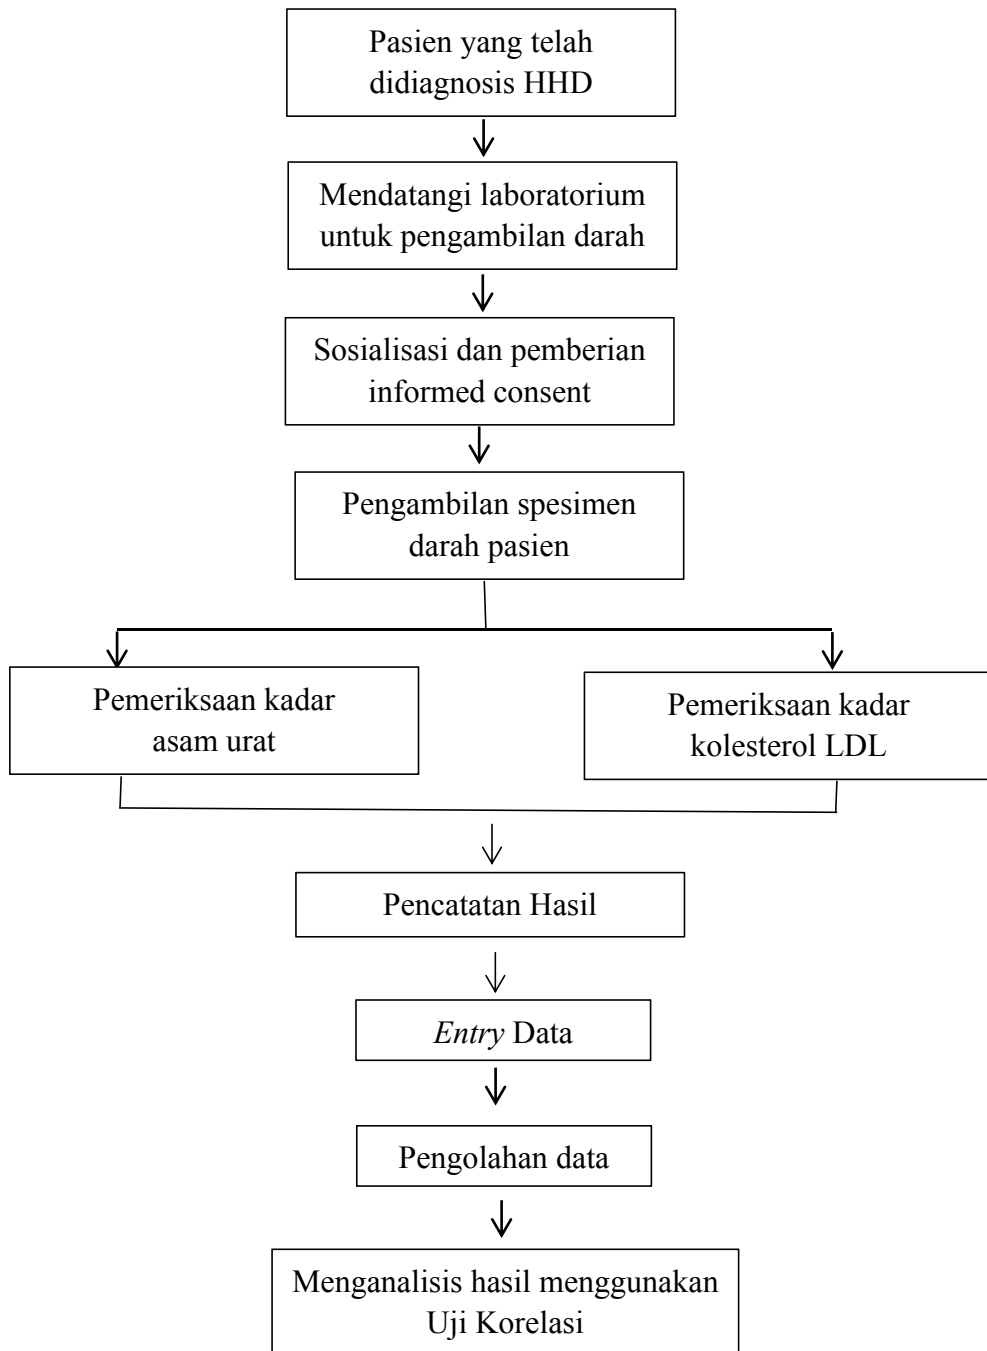 Pasien yang telah
didiagnosis HHD
Mendatangi laboratorium
untuk pengambilan darah
Sosialisasi dan pemberian
informed consent
Pengambilan spesimen
darah pasien
Pemeriksaan kadar
asam urat
Pemeriksaan kadar
kolesterol LDL
Pencatatan Hasil
Entry Data
Pengolahan data
Menganalisis hasil menggunakan
Uji Korelasi